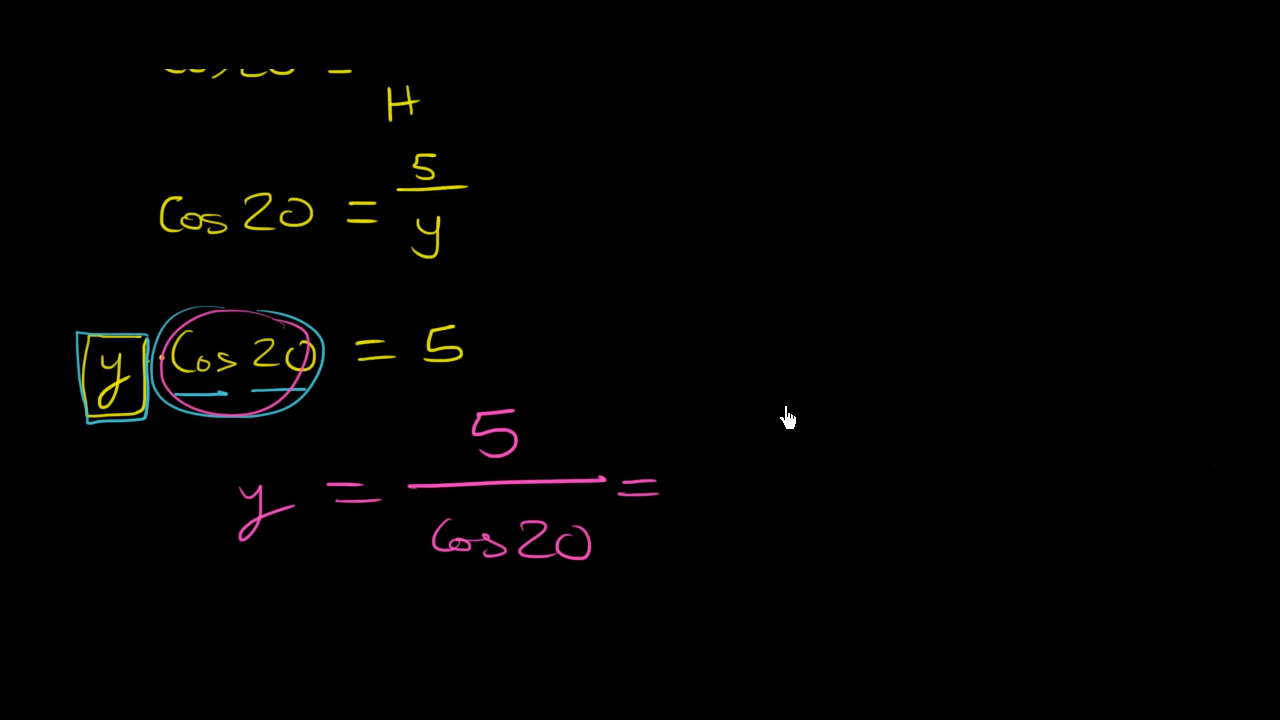 H
cos 20 = 5/y
y · cos 20 = 5
y = 5/cos 20 =